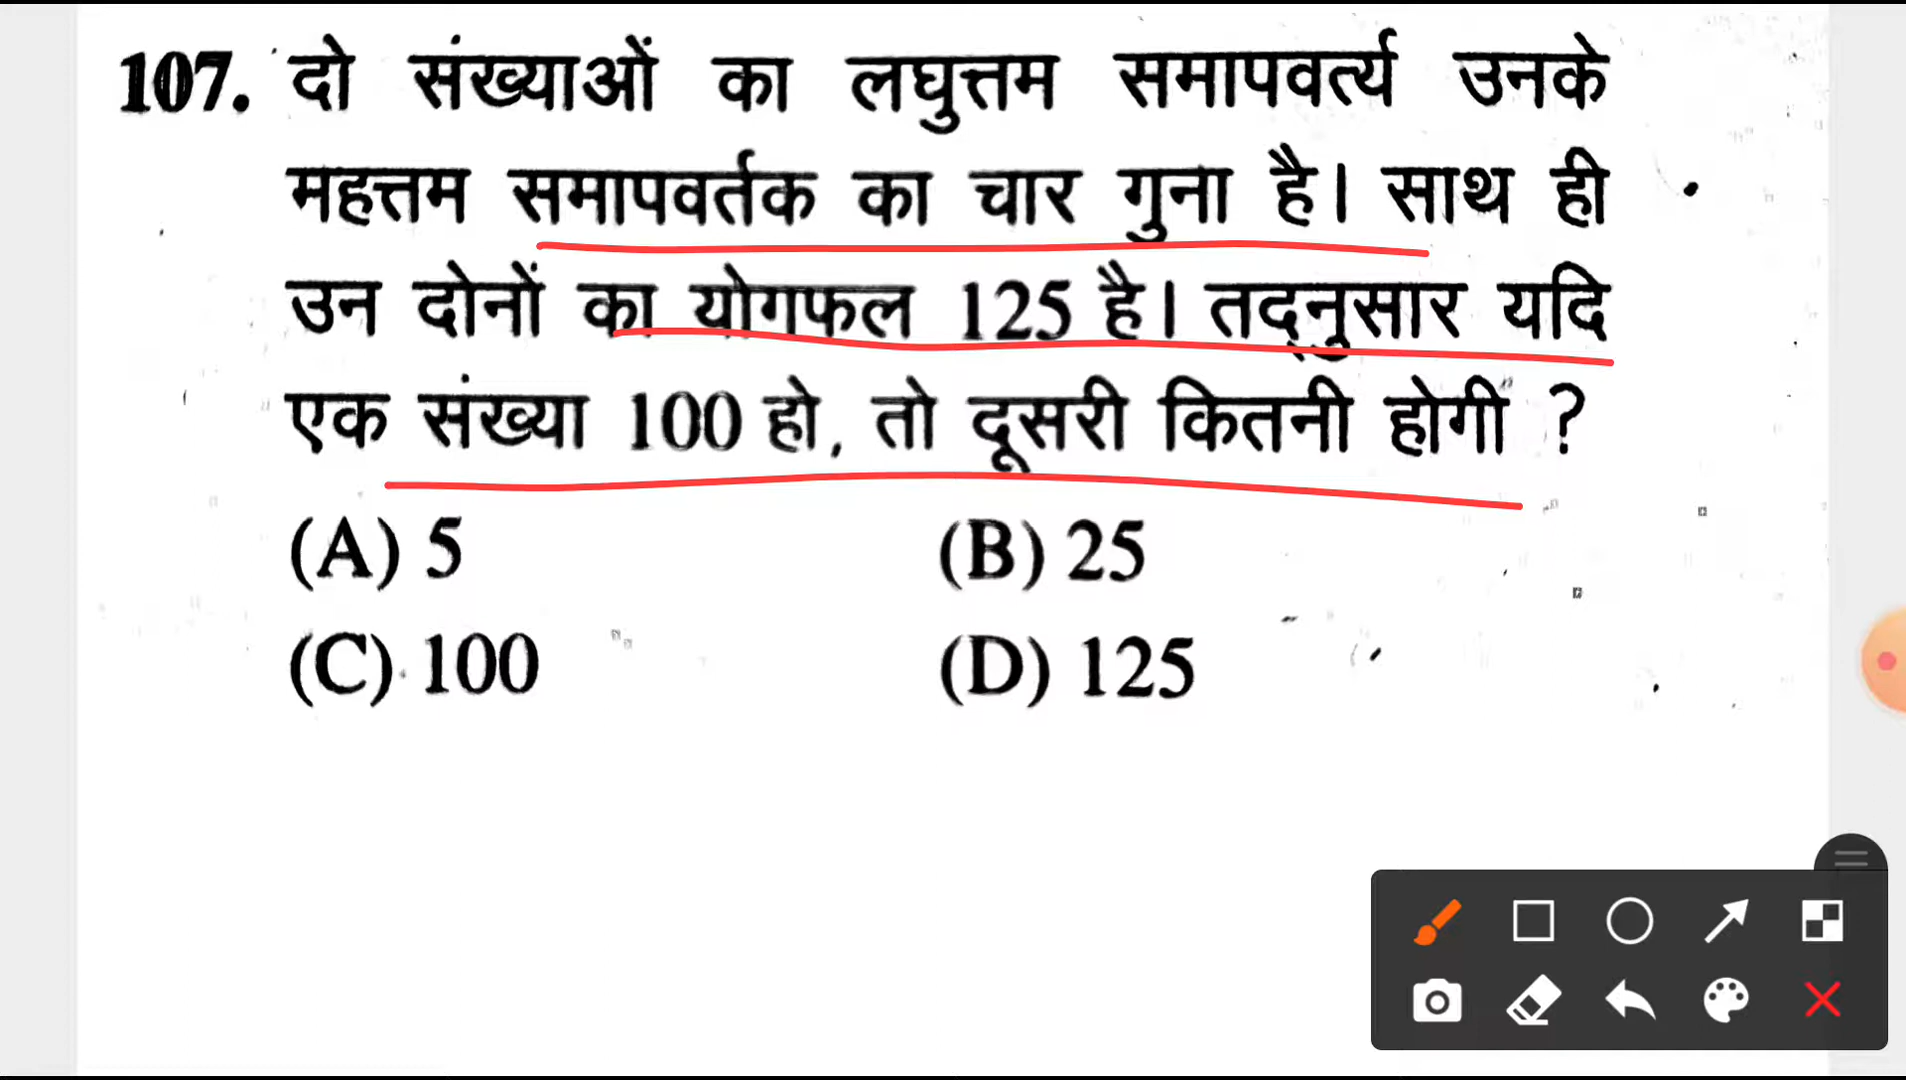 107. दो संख्याओं का लघुत्तम समापवर्त्य उनके
महत्तम समापवर्तक का चार गुना है। साथ ही
उन दोनों का योगफल 125 है। तद्नुसार यदि
एक संख्या 100 हो, तो दूसरी कितनी होगी ?
(A) 5 (B) 25
(C) 100 (D) 125